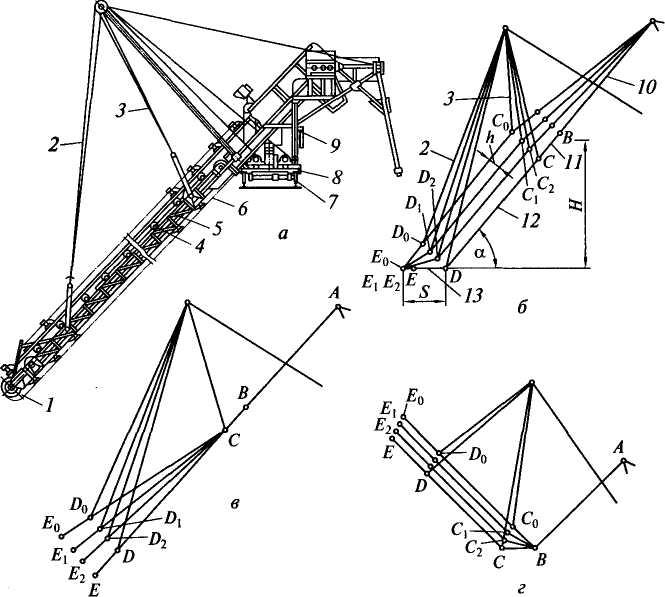 2
3
9
8
7
6
5
4
1
а
3
10
C₀
B
11
h
C
2
D₂
C₁
C₂
D₁
12
H
D₀
E₀
α
E₁ E₂ E
D
S
13
б
A
B
C
D₀
E₀
D₁
E₁
D₂
E₂
D
E
в
E₁
E₀
E₂
E
D₀
A
D
C₁
C₀
C₂
C
B
г